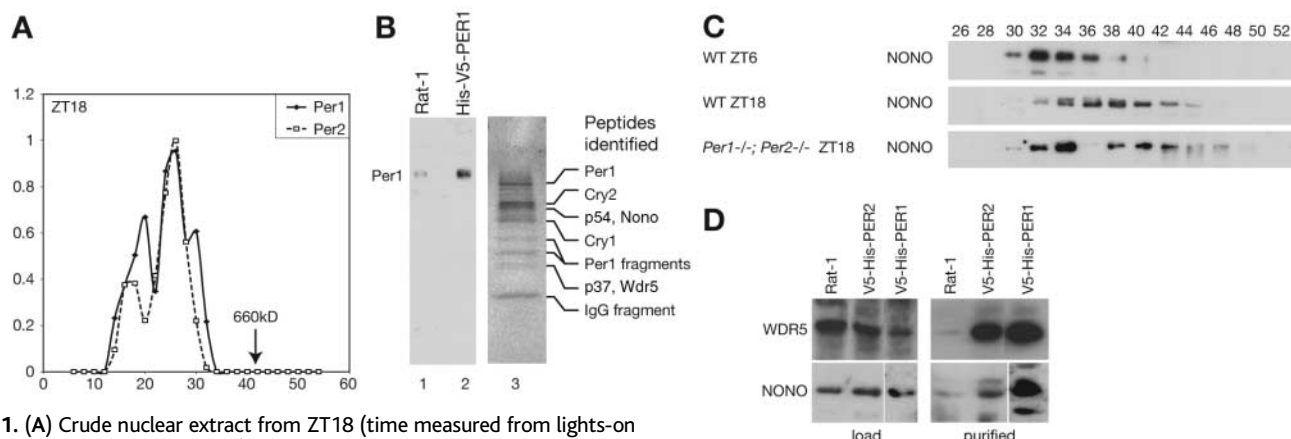 A
ZT18
Per1
Per2
1.2
1
0.8
0.6
0.4
0.2
0
660kD
0 10 20 30 40 50 60
B
Rat-1
His-V5-PER1
Per1
1 2 3
Peptides
identified
Per1
Cry2
p54, Nono
Cry1
Per1 fragments
p37, Wdr5
IgG fragment
C
26 28 30 32 34 36 38 40 42 44 46 48 50 52
WT ZT6 NONO
WT ZT18 NONO
Per1-/-; Per2-/- ZT18 NONO
D
Rat-1
V5-His-PER2
V5-His-PER1
Rat-1
V5-His-PER2
V5-His-PER1
WDR5
NONO
load purified
1. (A) Crude nuclear extract from ZT18 (time measured from lights-on